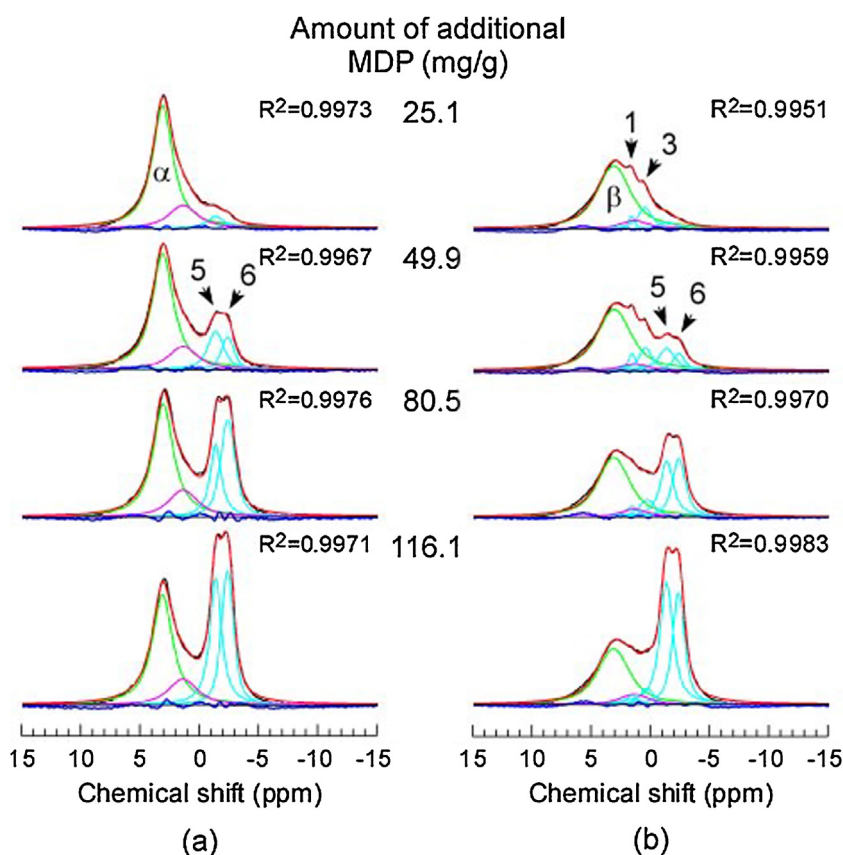 Amount of additional
MDP (mg/g)
R²=0.9973 25.1 R²=0.9951
α
1
3
β
R²=0.9967 49.9 R²=0.9959
5 6
5 6
R²=0.9976 80.5 R²=0.9970
R²=0.9971 116.1 R²=0.9983
15 10 5 0 -5 -10 -15
15 10 5 0 -5 -10 -15
Chemical shift (ppm)
Chemical shift (ppm)
(a)
(b)